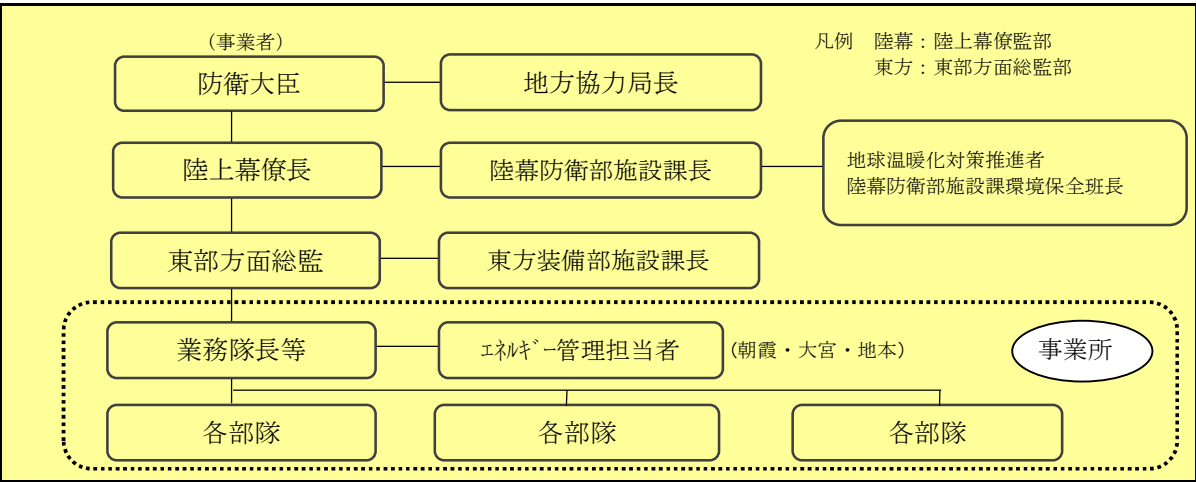 (事業者)
凡例 陸幕：陸上幕僚監部
東方：東部方面総監部
防衛大臣
地方協力局長
陸上幕僚長
陸幕防衛部施設課長
地球温暖化対策推進者
陸幕防衛部施設課環境保全班長
東部方面総監
東方装備部施設課長
業務隊長等
ｴﾈﾙｷﾞｰ管理担当者
(朝霞・大宮・地本)
事業所
各部隊
各部隊
各部隊